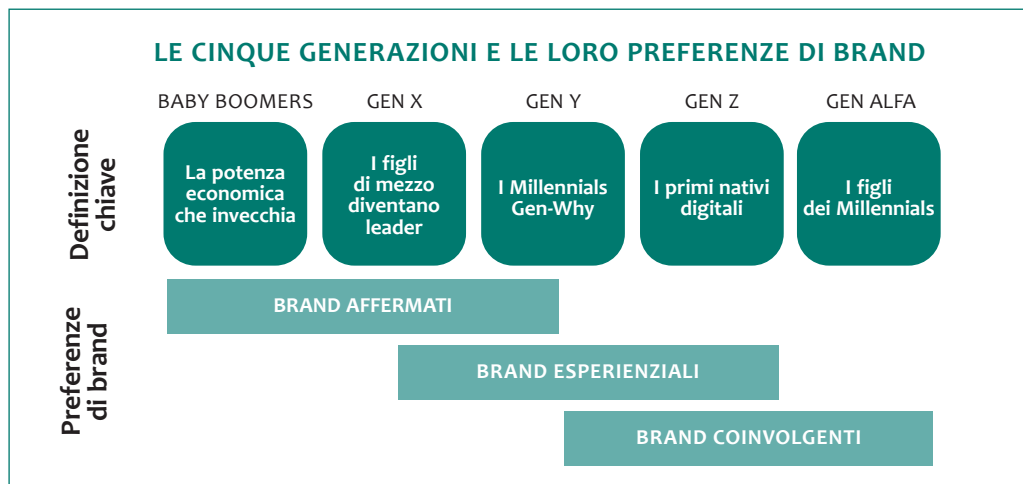 LE CINQUE GENERAZIONI E LE LORO PREFERENZE DI BRAND
BABY BOOMERS
GEN X
GEN Y
GEN Z
GEN ALFA
Definizione
chiave
La potenza
economica
che invecchia
I figli
di mezzo
diventano
leader
I Millennials
Gen-Why
I primi nativi
digitali
I figli
dei Millennials
Preferenze
di brand
BRAND AFFERMATI
BRAND ESPERIENZIALI
BRAND COINVOLGENTI